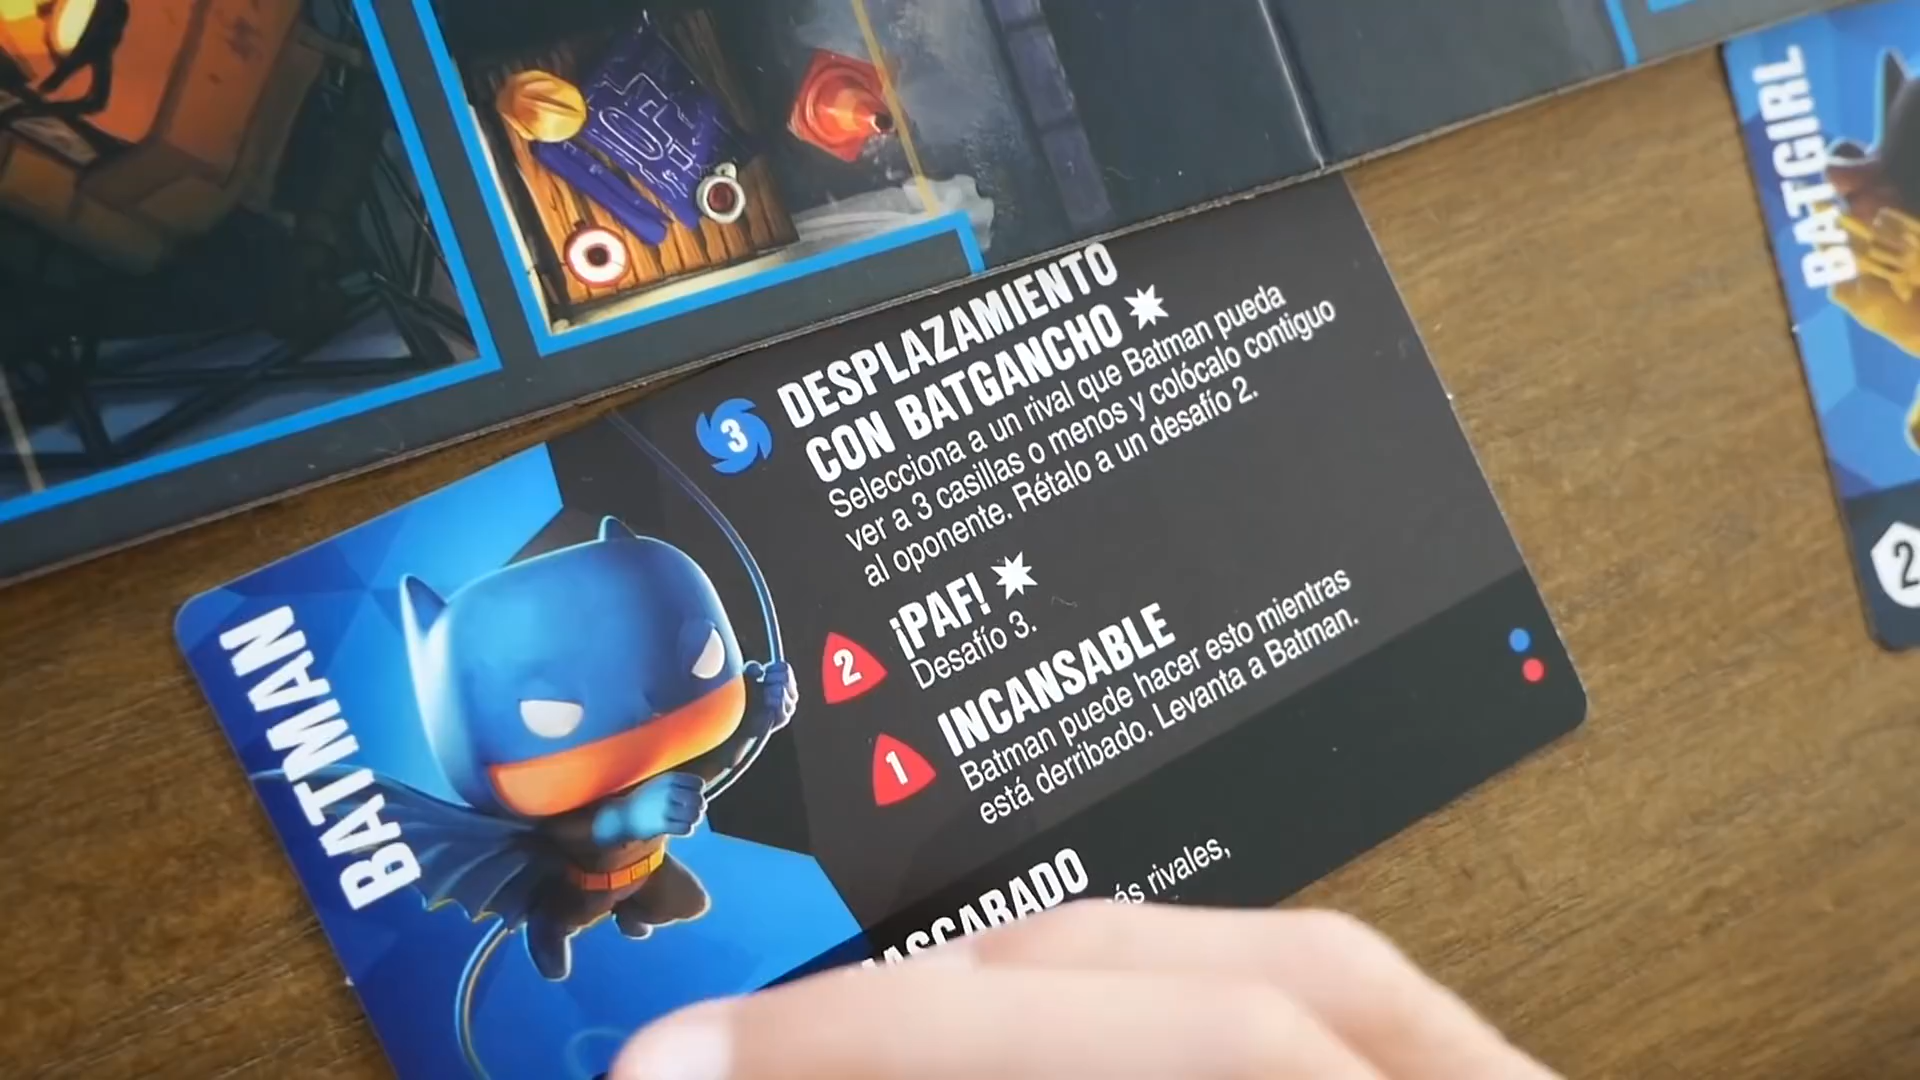 BATMAN
3
DESPLAZAMIENTO
CON BATGANCHO
Selecciona a un rival que Batman pueda
ver a 3 casillas o menos y colócalo contiguo
al oponente. Rétalo a un desafío 2.
2
¡PAF!
Desafío 3.
1
INCANSABLE
Batman puede hacer esto mientras
está derribado. Levanta a Batman.
rivales,
BATGIRL
2